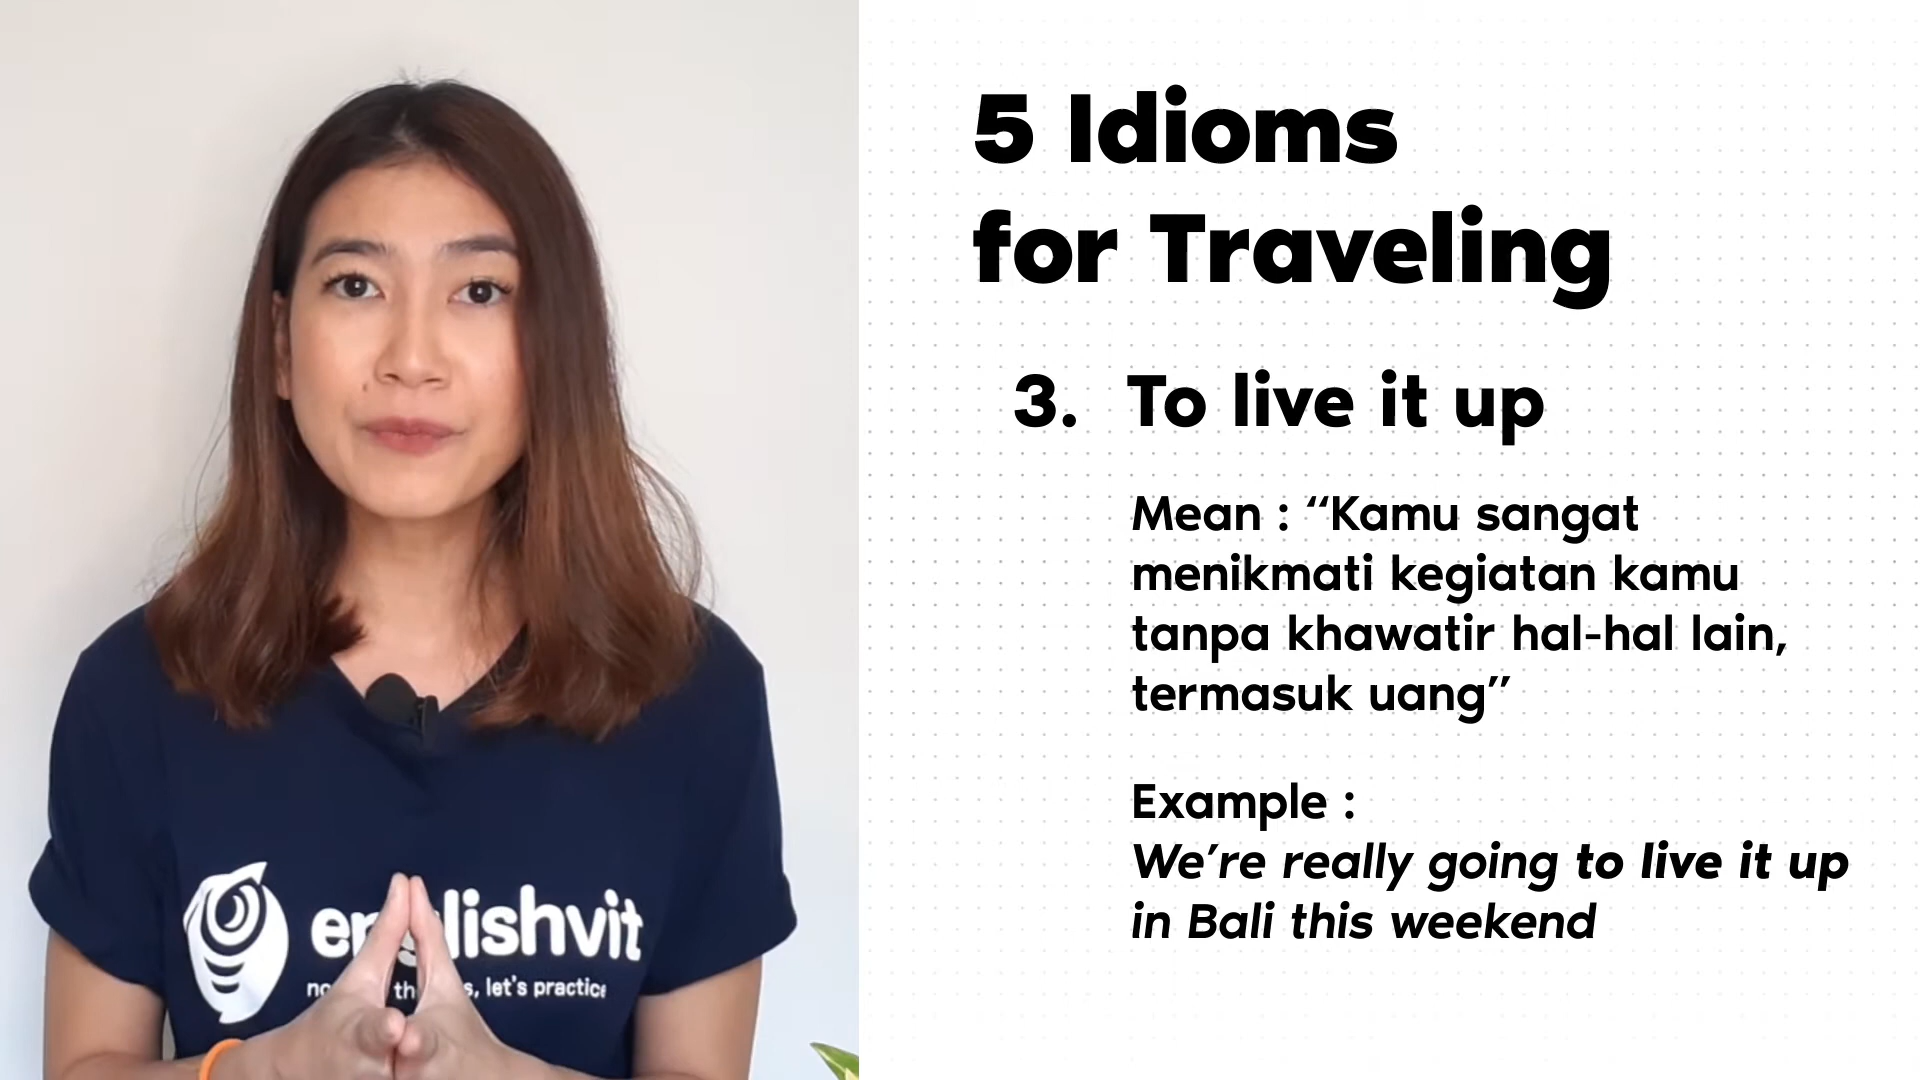 5 Idioms
for Traveling
3. To live it up
Mean : “Kamu sangat
menikmati kegiatan kamu
tanpa khawatir hal-hal lain,
termasuk uang”
Example :
We’re really going to live it up
in Bali this weekend
englishvit
let's practice